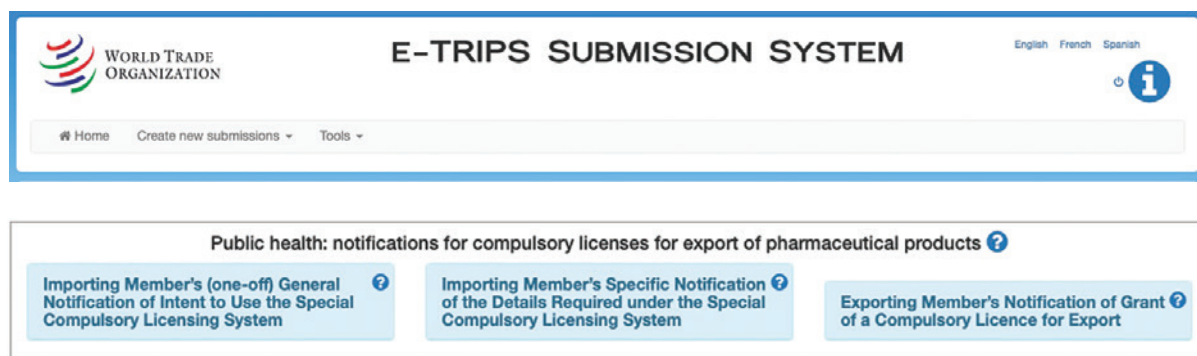 WORLD TRADE
ORGANIZATION
E-TRIPS SUBMISSION SYSTEM
English French Spanish
Home Create new submissions Tools
Public health: notifications for compulsory licenses for export of pharmaceutical products
Importing Member's (one-off) General
Notification of Intent to Use the Special
Compulsory Licensing System
Importing Member's Specific Notification
of the Details Required under the Special
Compulsory Licensing System
Exporting Member's Notification of Grant
of a Compulsory Licence for Export